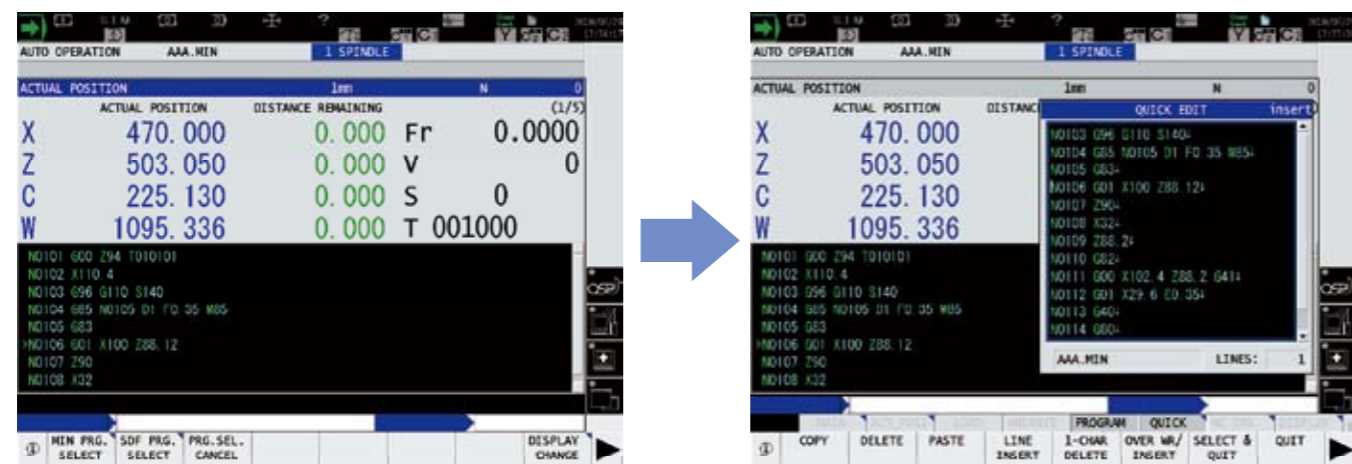 AUTO OPERATION AAA.MIN 1 SPINDLE
ACTUAL POSITION 1mm N 0
ACTUAL POSITION DISTANCE REMAINING (1/5)
X 470.000 0.000 Fr 0.0000
Z 503.050 0.000 V 0
C 225.130 0.000 S 0
W 1095.336 0.000 T 001000
N0101 G00 Z94 T010101
N0102 X110.4
N0103 G96 G110 S140
N0104 G85 N0105 D1 F0.35 M85
N0105 G83
>N0106 G01 X100 Z88.12
N0107 Z90
N0108 X32
OSP
MIN PRG. SELECT SDF PRG. SELECT PRG.SEL. CANCEL DISPLAY CHANGE
AUTO OPERATION AAA.MIN 1 SPINDLE
ACTUAL POSITION 1mm N 0
ACTUAL POSITION
X 470.000
Z 503.050
C 225.130
W 1095.336
N0101 G00 Z94 T010101
N0102 X110.4
N0103 G96 G110 S140
N0104 G85 N0105 D1 F0.35 M85
N0105 G83
>N0106 G01 X100 Z88.12
N0107 Z90
N0108 X32
QUICK EDIT insert
N0103 G96 G110 S140↓
N0104 G85 N0105 D1 F0.35 M85↓
N0105 G83↓
N0106 G01 X100 Z88.12↓
N0107 Z90↓
N0108 X32↓
N0109 Z88.2↓
N0110 G82↓
N0111 G00 X102.4 Z88.2 G41↓
N0112 G01 X29.6 E0.35↓
N0113 G40↓
N0114 G80↓
AAA.MIN LINES: 1
OSP
PROGRAM QUICK
COPY DELETE PASTE LINE INSERT 1-CHAR DELETE OVER WR/ INSERT SELECT & QUIT QUIT